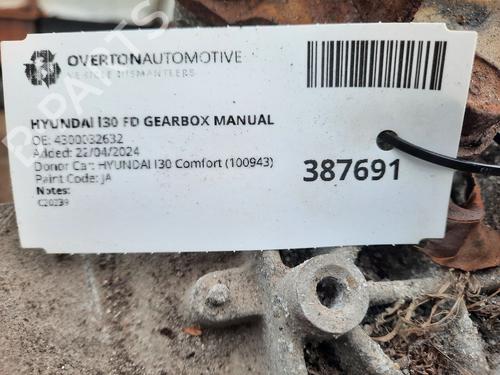 OVERTONAUTOMOTIVE
VEHICLE DISMANTLERS
HYUNDAI I30 FD GEARBOX MANUAL
OE: 4300032632
Added: 22/04/2024
Donor Car: HYUNDAI I30 Comfort (100943)
Paint Code: JA
Notes:
C20239
387691